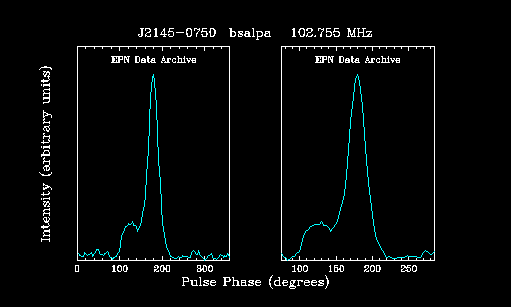 J2145-0750 bsalpa 102.755 MHz
EPN Data Archive
EPN Data Archive
Intensity (arbitrary units)
0 100 200 300
100 150 200 250
Pulse Phase (degrees)